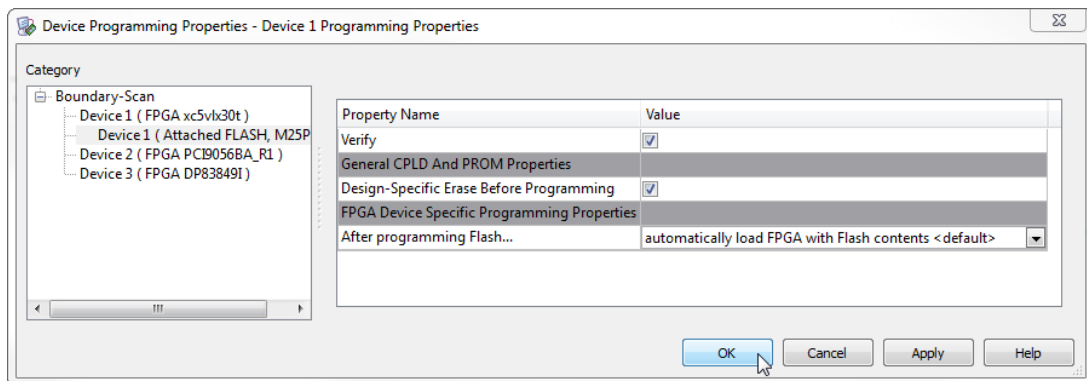 Device Programming Properties - Device 1 Programming Properties
Category
Boundary-Scan
Device 1 ( FPGA xc5vlx30t )
Device 1 ( Attached FLASH, M25P
Device 2 ( FPGA PCI9056BA_R1 )
Device 3 ( FPGA DP83849I )
Property Name Value
Verify
General CPLD And PROM Properties
Design-Specific Erase Before Programming
FPGA Device Specific Programming Properties
After programming Flash... automatically load FPGA with Flash contents <default>
OK Cancel Apply Help